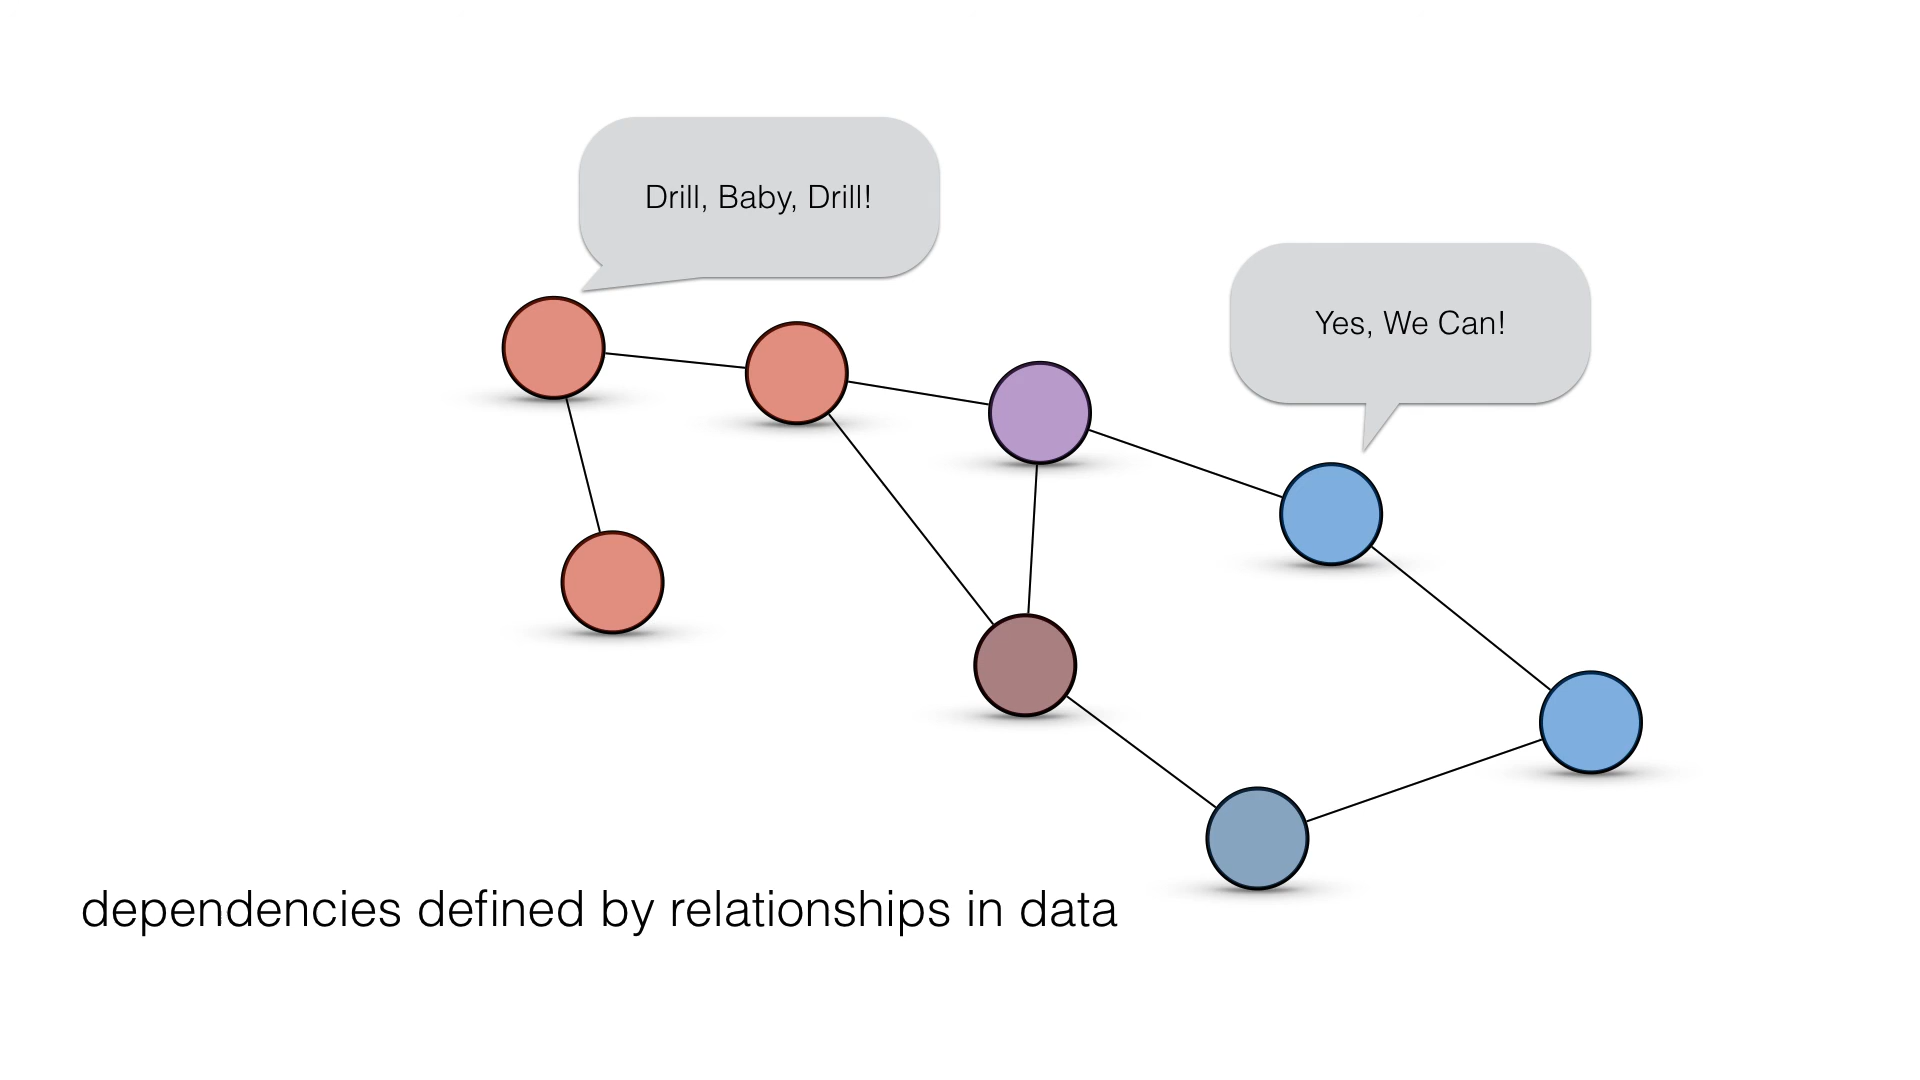 Drill, Baby, Drill!
Yes, We Can!
dependencies defined by relationships in data